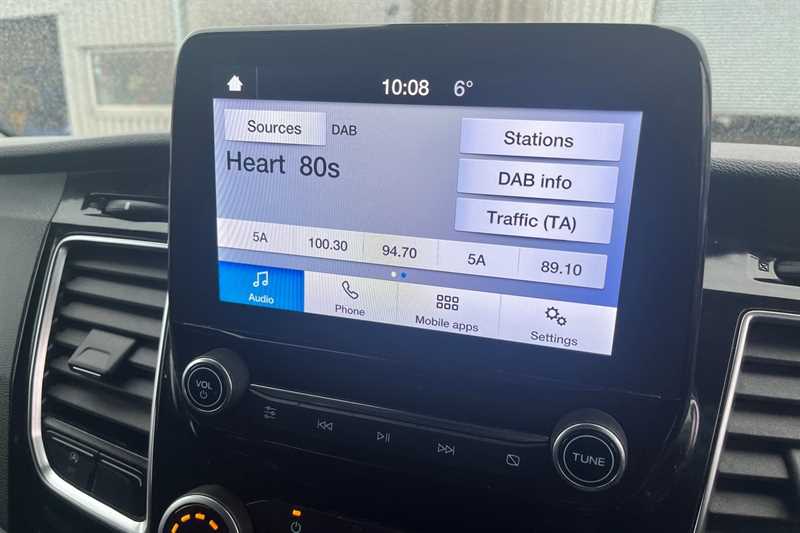 10:08 6°
Sources DAB
Heart 80s
Stations
DAB info
Traffic (TA)
5A 100.30 94.70 5A 89.10
Audio Phone Mobile apps Settings
VOL
TUNE